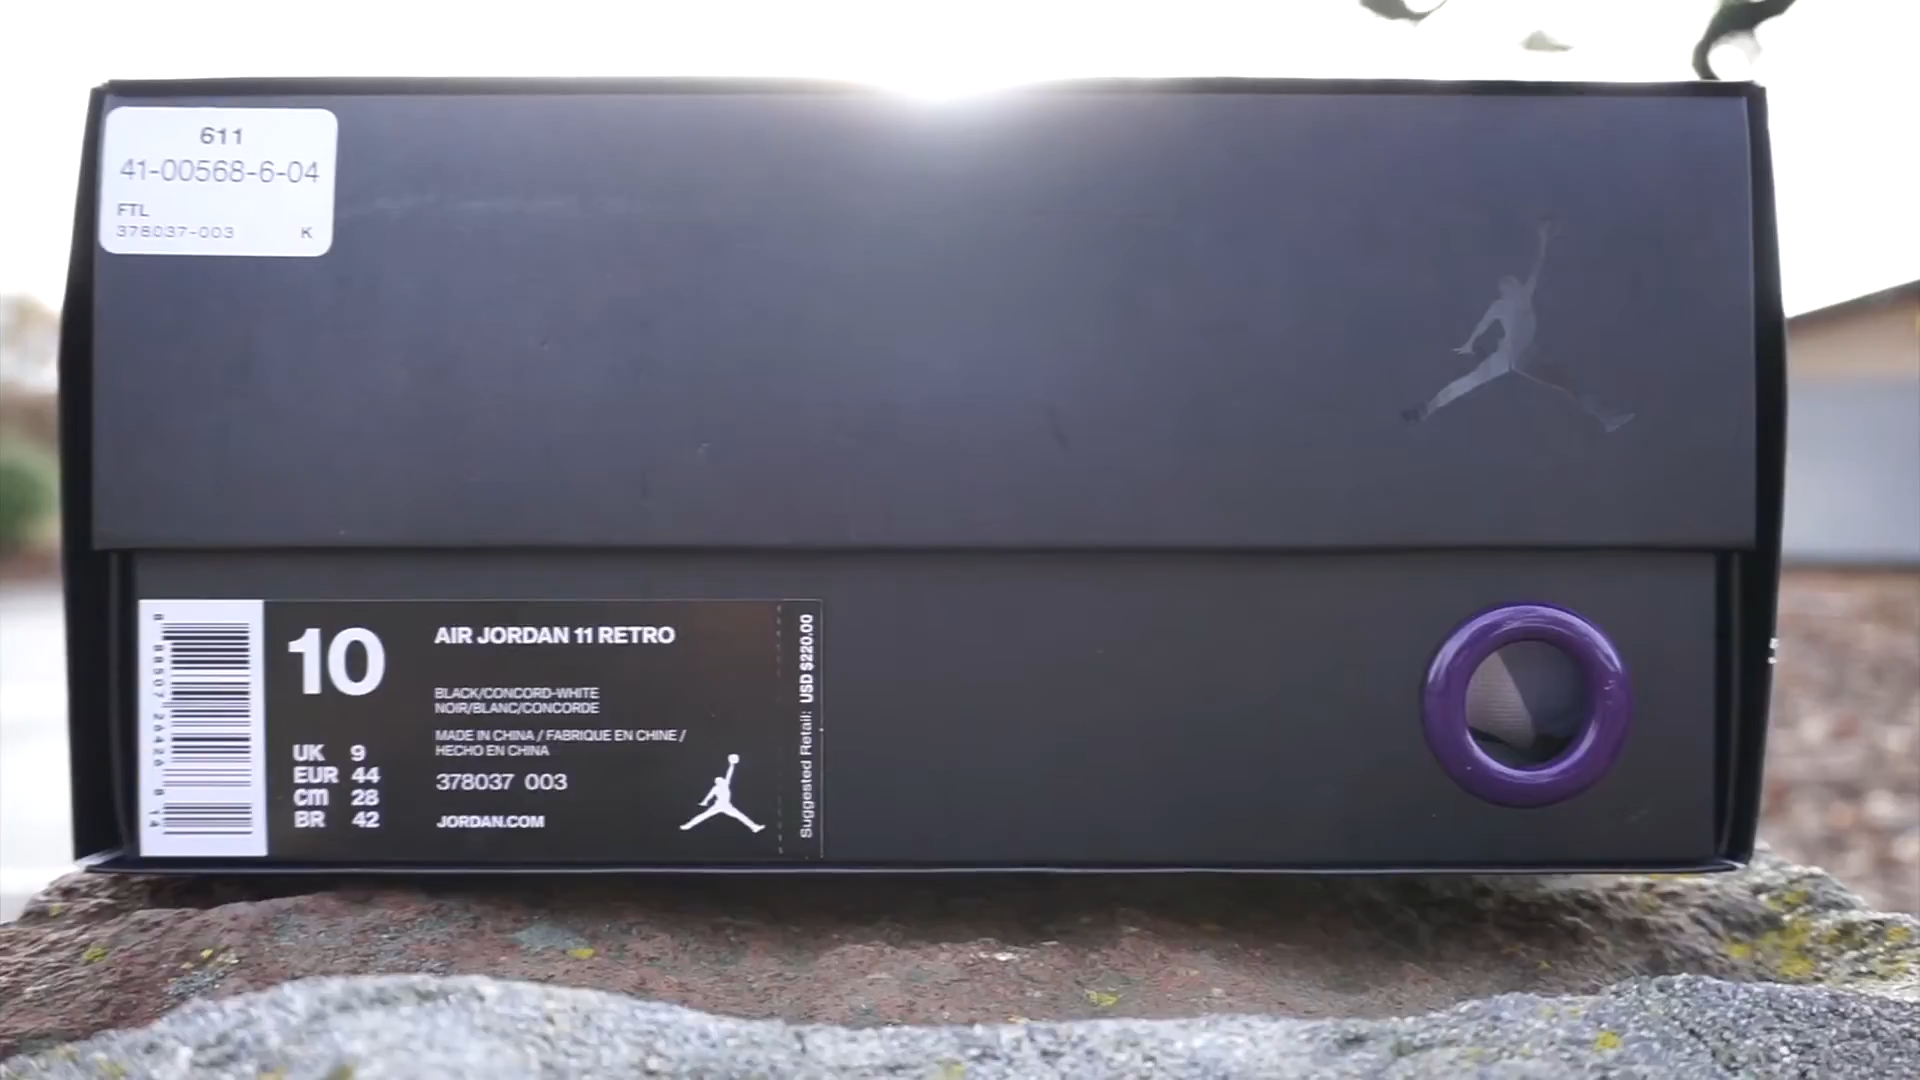 611
41-00568-6-04
FTL
378037-003 K
10
AIR JORDAN 11 RETRO
BLACK/CONCORD-WHITE
NOIR/BLANC/CONCORDE
MADE IN CHINA / FABRIQUE EN CHINE /
HECHO EN CHINA
378037 003
JORDAN.COM
UK 9
EUR 44
cm 28
BR 42
Suggested Retail: USD $220.00